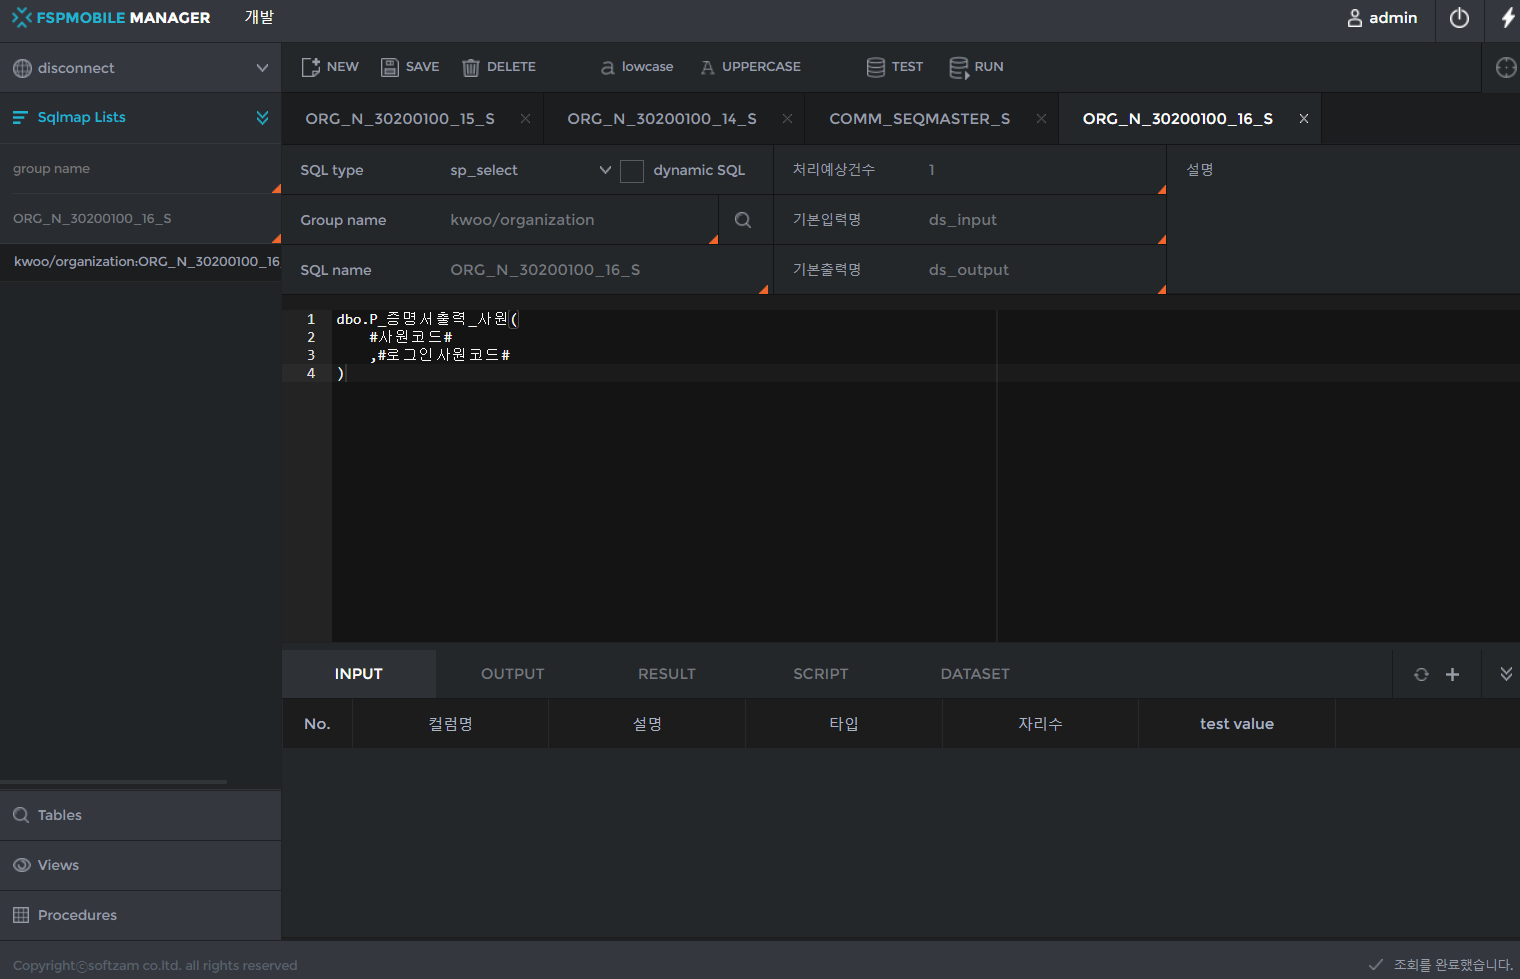 FSPMOBILE MANAGER 개발 admin
disconnect NEW SAVE DELETE lowcase UPPERCASE TEST RUN
Sqlmap Lists ORG_N_30200100_15_S ORG_N_30200100_14_S COMM_SEQMASTER_S ORG_N_30200100_16_S
group name SQL type sp_select dynamic SQL 처리예상건수 1 설명
ORG_N_30200100_16_S Group name kwoo/organization 기본입력명 ds_input
kwoo/organization:ORG_N_30200100_16 SQL name ORG_N_30200100_16_S 기본출력명 ds_output
1 dbo.P_증명서출력_사원(
2 #사원코드#
3 ,#로그인사원코드#
4 )
INPUT OUTPUT RESULT SCRIPT DATASET
No. 컬럼명 설명 타입 자리수 test value
Tables
Views
Procedures
Copyrightⓒsoftzam co.ltd. all rights reserved 조회를 완료했습니다.